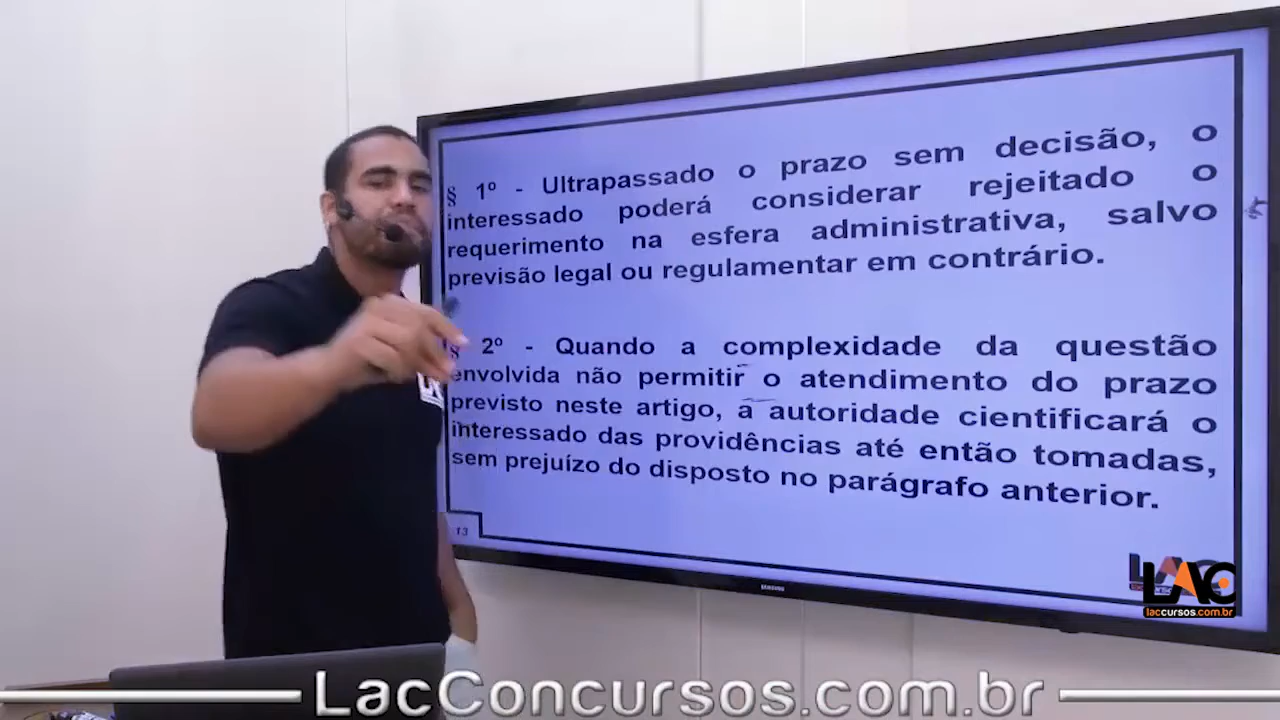 § 1º - Ultrapassado o prazo sem decisão, o
interessado poderá considerar rejeitado o
requerimento na esfera administrativa, salvo
previsão legal ou regulamentar em contrário.
§ 2º - Quando a complexidade da questão
envolvida não permitir o atendimento do prazo
previsto neste artigo, a autoridade cientificará o
interessado das providências até então tomadas,
sem prejuízo do disposto no parágrafo anterior.
13
SAMSUNG
LAC
laccursos.com.br
LacConcursos.com.br